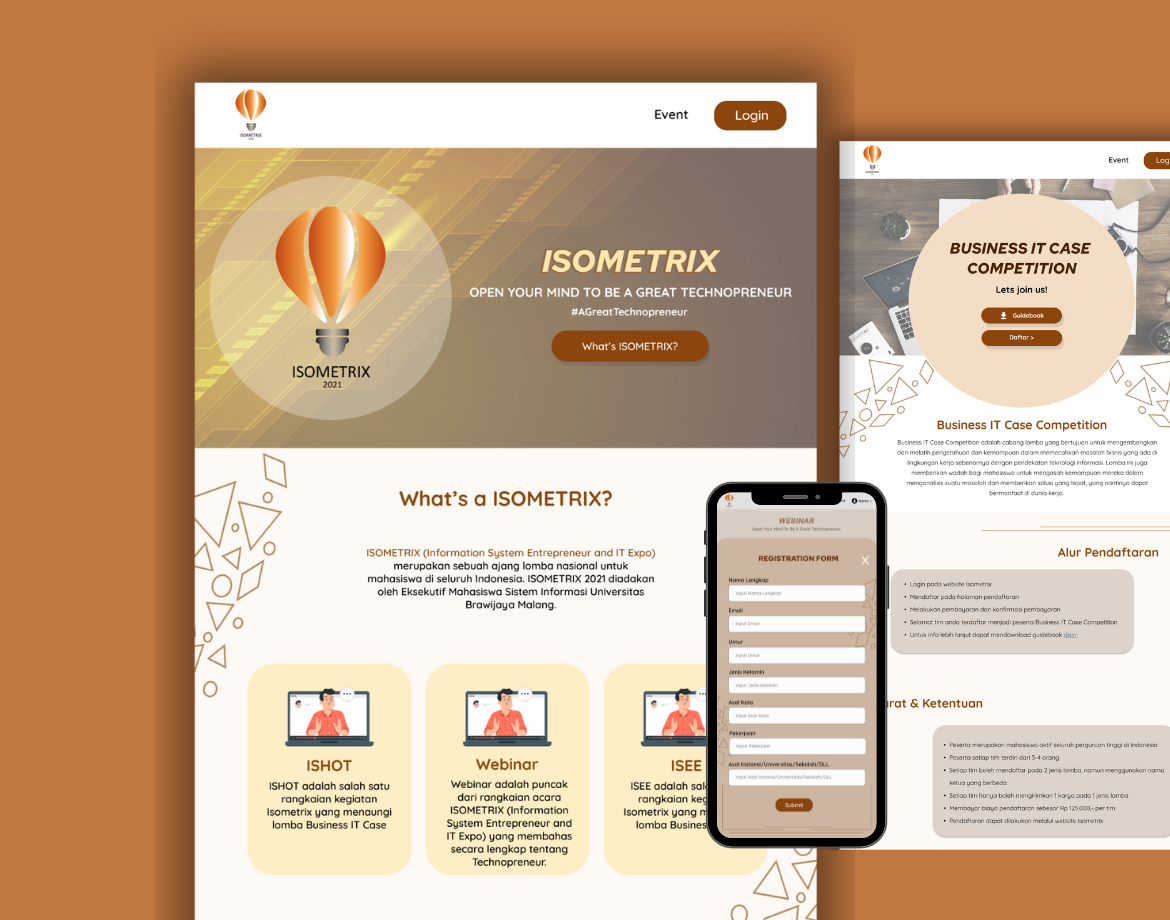 ISOMETRIX
Event
Login
ISOMETRIX
2021
ISOMETRIX
OPEN YOUR MIND TO BE A GREAT TECHNOPRENEUR
#AGreatTechnopreneur
What's ISOMETRIX?
What's a ISOMETRIX?
ISOMETRIX (Information System Entrepreneur and IT Expo)
merupakan sebuah ajang lomba nasional untuk
mahasiswa di seluruh Indonesia. ISOMETRIX 2021 diadakan
oleh Eksekutif Mahasiswa Sistem Informasi Universitas
Brawijaya Malang.
ISHOT
ISHOT adalah salah satu
rangkaian kegiatan
Isometrix yang menaungi
lomba Business IT Case
Webinar
Webinar adalah puncak
dari rangkaian acara
ISOMETRIX (Information
System Entrepreneur and
IT Expo) yang membahas
secara lengkap tentang
Technopreneur.
ISEE
ISEE adalah sal
rangkaian keg
Isometrix yang m
lomba Busines
WEBINAR
Open Your Mind To Be A Great Technopreneur
REGISTRATION FORM
X
Nama Lengkap
Input Nama Lengkap
Email
Input Email
Umur
Input Umur
Jenis Kelamin
Input Jenis Kelamin
Asal Kota
Input Asal Kota
Pekerjaan
Input Pekerjaan
Asal Instansi/Universitas/Sekolah/DLL
Input Asal Instansi/Universitas/Sekolah/DLL
Submit
Event
Log
BUSINESS IT CASE
COMPETITION
Lets join us!
Guidebook
Daftar >
Business IT Case Competition
Business IT Case Competition adalah cabang lomba yang bertujuan untuk mengembangkan
dan melatih pengetahuan dan kemampuan dalam memecahkan masalah bisnis yang ada di
lingkungan kerja sebenarnya dengan pendekatan teknologi informasi. Lomba ini juga
memberikan wadah bagi mahasiswa untuk mengasah kemampuan mereka dalam
menganalisis suatu masalah dan memberikan solusi yang tepat, yang nantinya dapat
bermanfaat di dunia kerja.
Alur Pendaftaran
• Login pada website Isometrix
• Mendaftar pada halaman pendaftaran
• Melakukan pembayaran dan konfirmasi pembayaran
• Selamat tim anda terdaftar menjadi peserta Business IT Case Competition
• Untuk info lebih lanjut dapat mendownload guidebook disini
arat & Ketentuan
• Peserta merupakan mahasiswa aktif seluruh perguruan tinggi di Indonesia
• Peserta setiap tim terdiri dari 3-4 orang
• Setiap tim boleh mendaftar pada 2 jenis lomba, namun menggunakan nama
ketua yang berbeda
• Setiap tim hanya boleh mengirimkan 1 karya pada 1 jenis lomba
• Membayar biaya pendaftaran sebesar Rp 125.000,- per tim
• Pendaftaran dapat dilakukan melalui website Isometrix